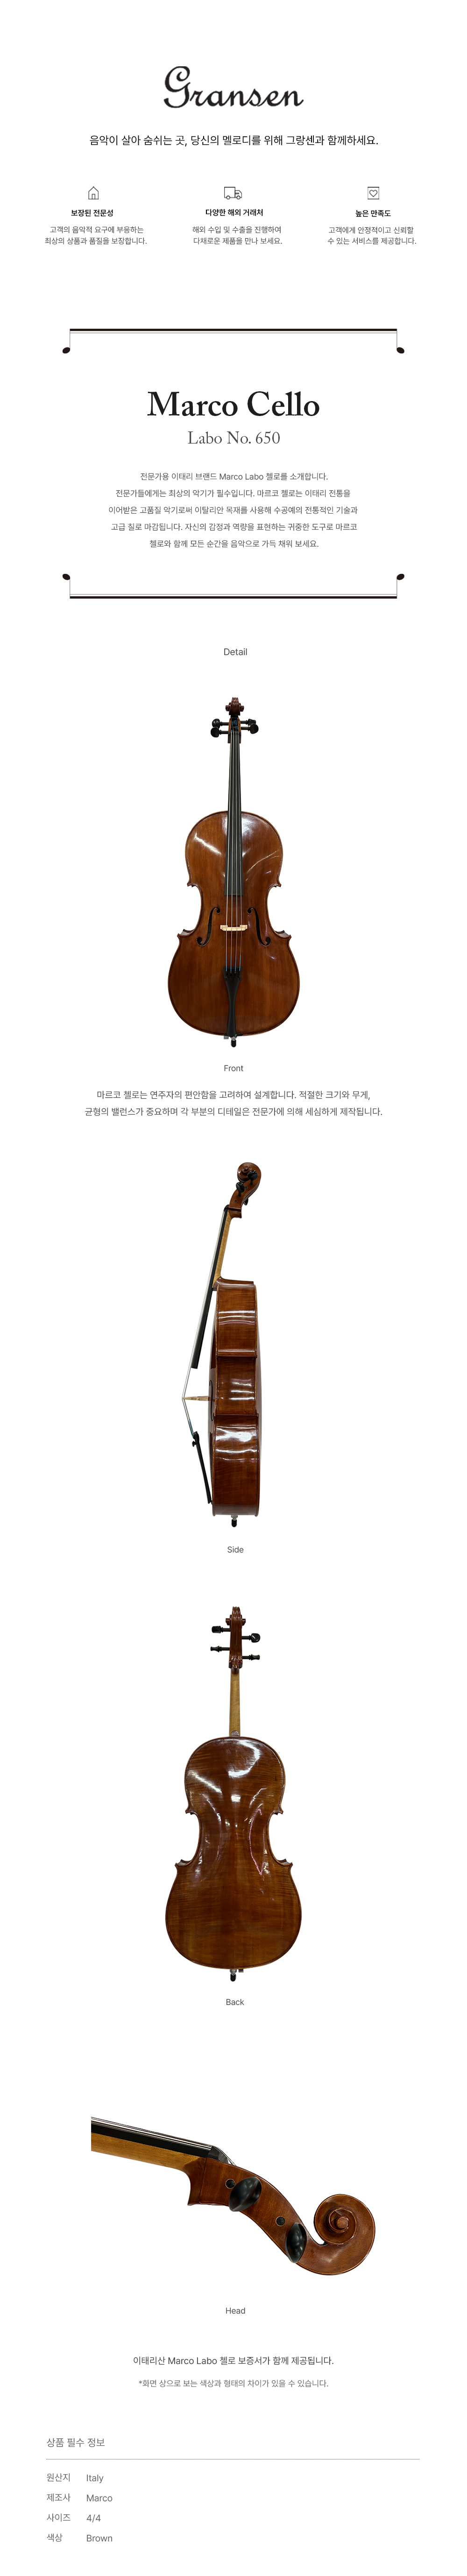 Gransen
음악이 살아 숨쉬는 곳, 당신의 멜로디를 위해 그랑센과 함께하세요.
보장된 전문성
고객의 음악적 요구에 부응하는
최상의 상품과 품질을 보장합니다.
다양한 해외 거래처
해외 수입 및 수출을 진행하여
다채로운 제품을 만나 보세요.
높은 만족도
고객에게 안정적이고 신뢰할
수 있는 서비스를 제공합니다.
Marco Cello
Labo No. 650
전문가용 이태리 브랜드 Marco Labo 첼로를 소개합니다.
전문가들에게는 최상의 악기가 필수입니다. 마르코 첼로는 이태리 전통을
이어받은 고품질 악기로써 이탈리안 목재를 사용해 수공예의 전통적인 기술과
고급 칠로 마감됩니다. 자신의 감정과 역량을 표현하는 귀중한 도구로 마르코
첼로와 함께 모든 순간을 음악으로 가득 채워 보세요.
Detail
Front
마르코 첼로는 연주자의 편안함을 고려하여 설계합니다. 적절한 크기와 무게,
균형의 밸런스가 중요하며 각 부분의 디테일은 전문가에 의해 세심하게 제작됩니다.
Side
Back
Head
이태리산 Marco Labo 첼로 보증서가 함께 제공됩니다.
*화면 상으로 보는 색상과 형태의 차이가 있을 수 있습니다.
상품 필수 정보
원산지 Italy
제조사 Marco
사이즈 4/4
색상 Brown